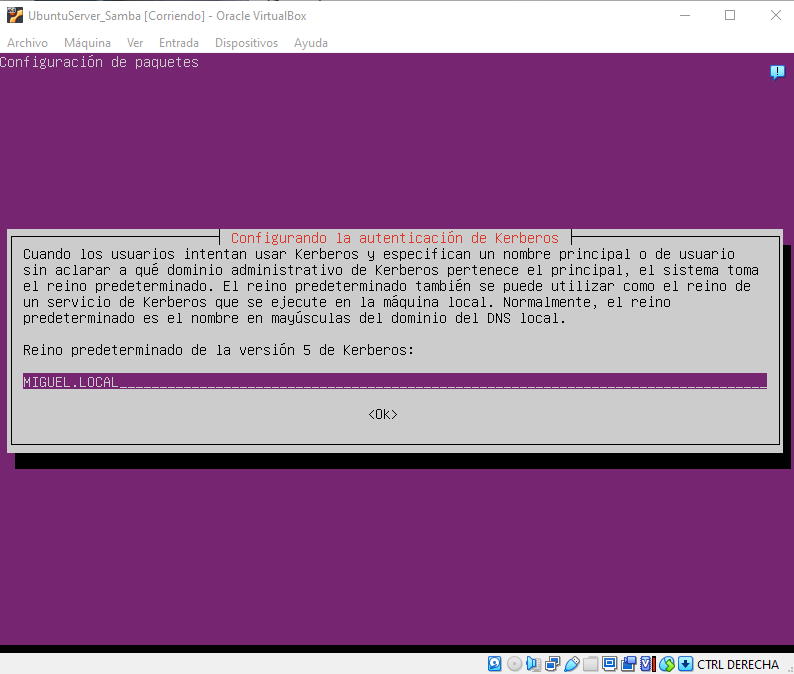 UbuntuServer_Samba [Corriendo] - Oracle VirtualBox
Archivo Máquina Ver Entrada Dispositivos Ayuda
Configuración de paquetes
Configurando la autenticación de Kerberos
Cuando los usuarios intentan usar Kerberos y especifican un nombre principal o de usuario
sin aclarar a qué dominio administrativo de Kerberos pertenece el principal, el sistema toma
el reino predeterminado. El reino predeterminado también se puede utilizar como el reino de
un servicio de Kerberos que se ejecute en la máquina local. Normalmente, el reino
predeterminado es el nombre en mayúsculas del dominio del DNS local.
Reino predeterminado de la versión 5 de Kerberos:
MIGUEL.LOCAL
<Ok>
CTRL DERECHA